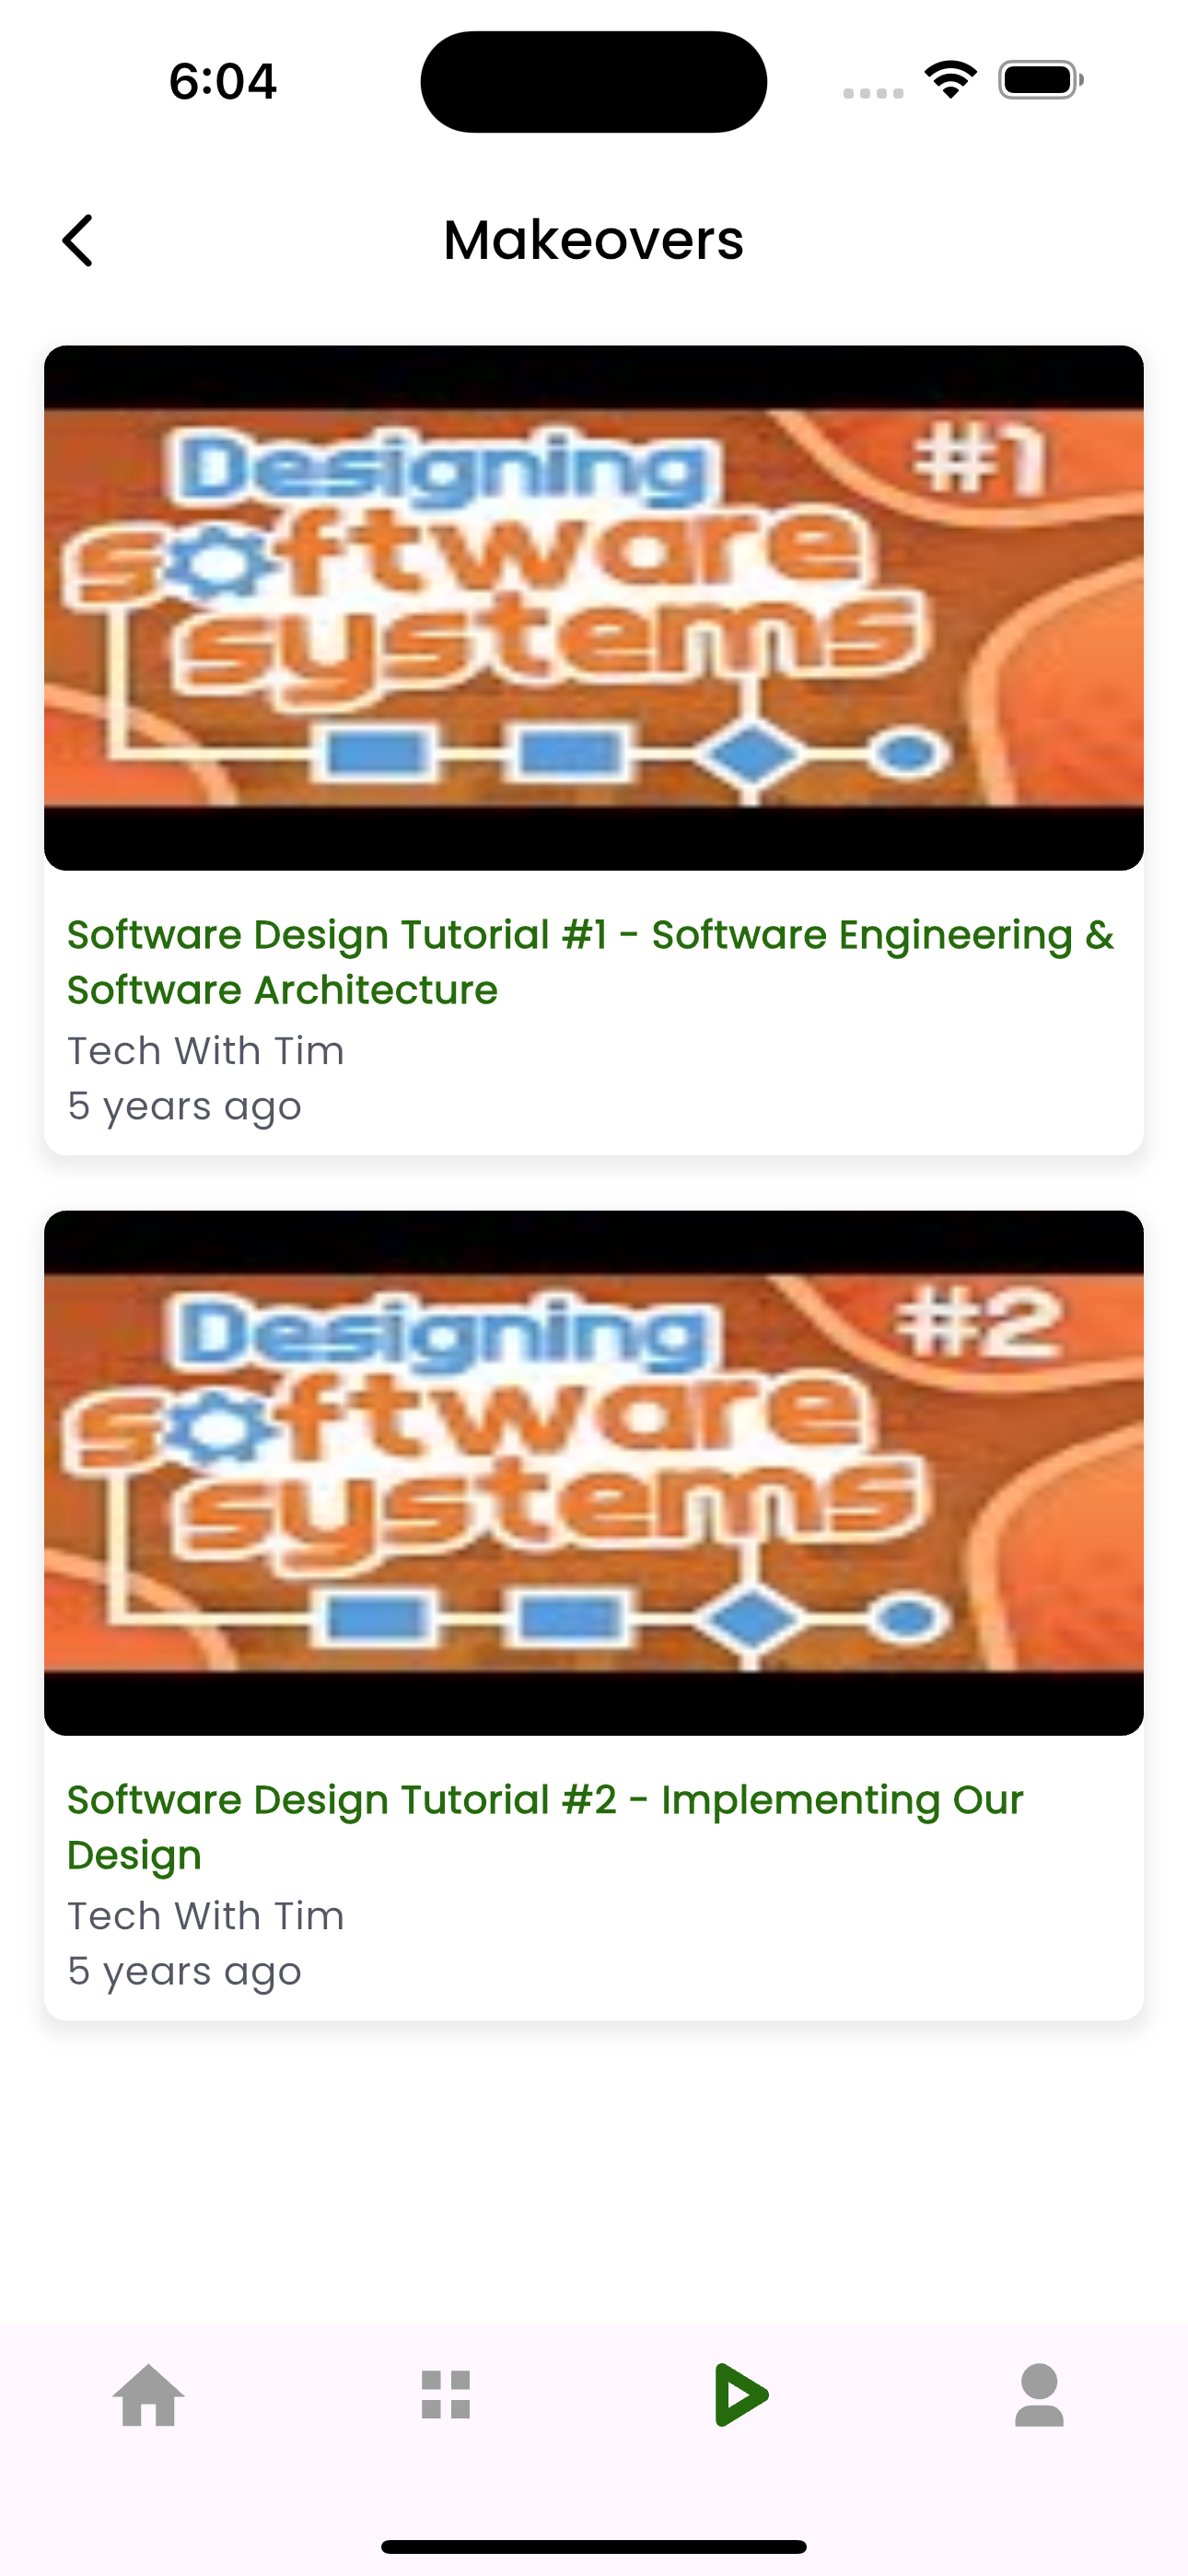 6:04
Makeovers
Designing
#1
software
systems
Software Design Tutorial #1 - Software Engineering &
Software Architecture
Tech With Tim
5 years ago
Designing
#2
software
systems
Software Design Tutorial #2 - Implementing Our
Design
Tech With Tim
5 years ago